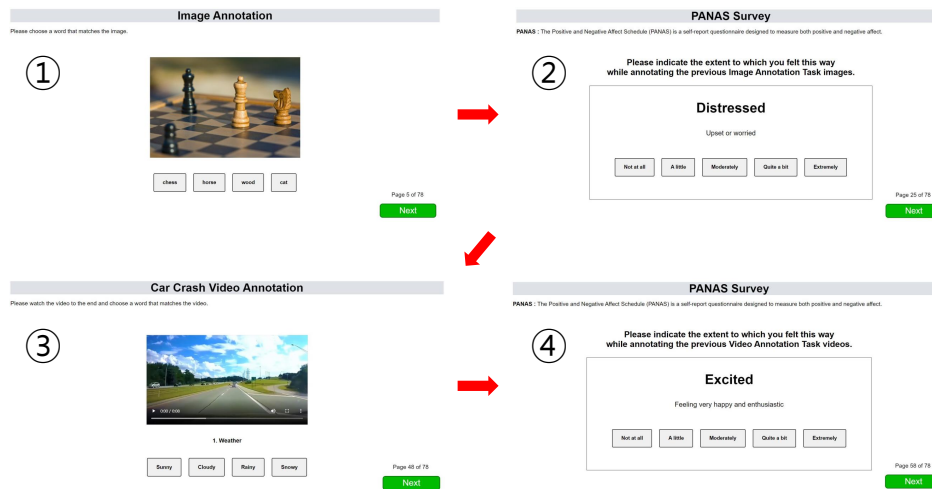 Image Annotation
Please choose a word that matches the image.
1
chess
horse
wood
cat
Page 5 of 78
Next
PANAS Survey
PANAS : The Positive and Negative Affect Schedule (PANAS) is a self-report questionnaire designed to measure both positive and negative affect.
2
Please indicate the extent to which you felt this way
while annotating the previous Image Annotation Task images.
Distressed
Upset or worried
Not at all
A little
Moderately
Quite a bit
Extremely
Page 25 of 78
Next
Car Crash Video Annotation
Please watch the video to the end and choose a word that matches the video.
3
0:00 / 0:08
1. Weather
Sunny
Cloudy
Rainy
Snowy
Page 48 of 78
Next
PANAS Survey
PANAS : The Positive and Negative Affect Schedule (PANAS) is a self-report questionnaire designed to measure both positive and negative affect.
4
Please indicate the extent to which you felt this way
while annotating the previous Video Annotation Task videos.
Excited
Feeling very happy and enthusiastic
Not at all
A little
Moderately
Quite a bit
Extremely
Page 58 of 78
Next